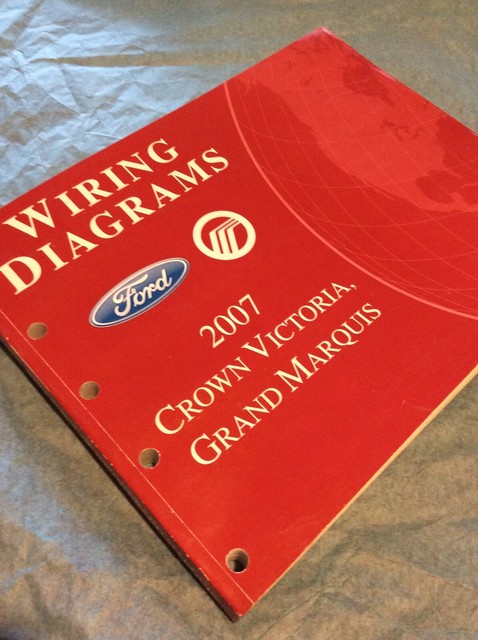 WIRING
DIAGRAMS
Ford
2007
CROWN VICTORIA,
GRAND MARQUIS